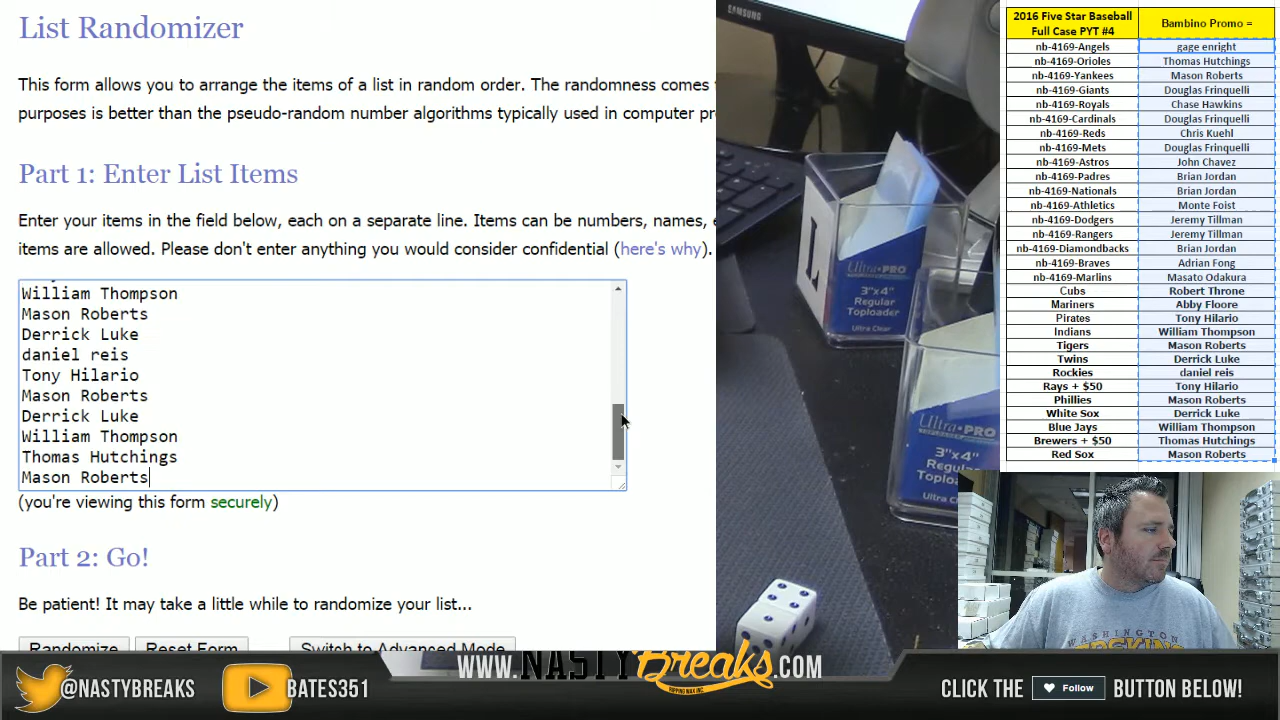 List Randomizer
This form allows you to arrange the items of a list in random order. The randomness comes
purposes is better than the pseudo-random number algorithms typically used in computer pr
Part 1: Enter List Items
Enter your items in the field below, each on a separate line. Items can be numbers, names, e
items are allowed. Please don't enter anything you would consider confidential (here's why).
William Thompson
Mason Roberts
Derrick Luke
daniel reis
Tony Hilario
Mason Roberts
Derrick Luke
William Thompson
Thomas Hutchings
Mason Roberts
(you're viewing this form securely)
Part 2: Go!
Be patient! It may take a little while to randomize your list...
Randomize Reset Form Switch to Advanced Mode
SAMSUNG
L
Ultra·PRO
3"x4"
Regular
Toploader
Ultra Clear
Ultra·PRO
3"x4"
2016 Five Star Baseball Full Case PYT #4 Bambino Promo =
nb-4169-Angels gage enright
nb-4169-Orioles Thomas Hutchings
nb-4169-Yankees Mason Roberts
nb-4169-Giants Douglas Frinquelli
nb-4169-Royals Chase Hawkins
nb-4169-Cardinals Douglas Frinquelli
nb-4169-Reds Chris Kuehl
nb-4169-Mets Douglas Frinquelli
nb-4169-Astros John Chavez
nb-4169-Padres Brian Jordan
nb-4169-Nationals Brian Jordan
nb-4169-Athletics Monte Foist
nb-4169-Dodgers Jeremy Tillman
nb-4169-Rangers Jeremy Tillman
nb-4169-Diamondbacks Brian Jordan
nb-4169-Braves Adrian Fong
nb-4169-Marlins Masato Odakura
Cubs Robert Throne
Mariners Abby Floore
Pirates Tony Hilario
Indians William Thompson
Tigers Mason Roberts
Twins Derrick Luke
Rockies daniel reis
Rays + $50 Tony Hilario
Phillies Mason Roberts
White Sox Derrick Luke
Blue Jays William Thompson
Brewers + $50 Thomas Hutchings
Red Sox Mason Roberts
WASHINGTON
@NASTYBREAKS
BATES351
WWW.NASTYBreaks.COM
RIPPING WAX INC.
CLICK THE Follow BUTTON BELOW!